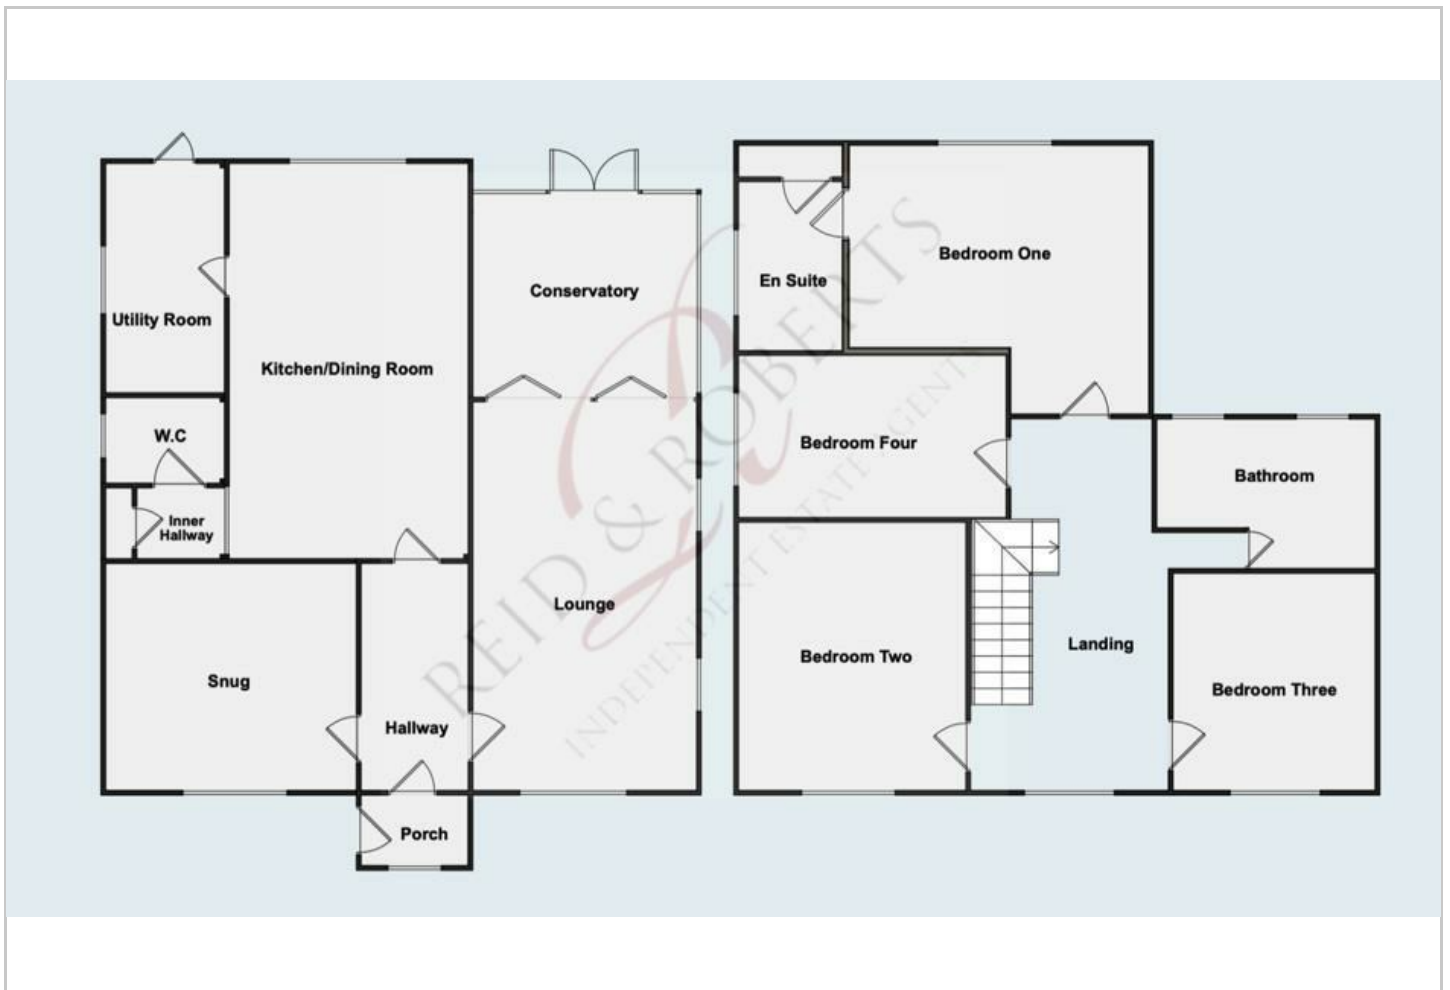 Conservatory
Utility Room
Kitchen/Dining Room
W.C
Inner
Hallway
Lounge
Snug
Hallway
Porch
Bedroom One
En Suite
Bedroom Four
Bathroom
Landing
Bedroom Two
Bedroom Three
REID & ROBERTS
INDEPENDENT ESTATE AGENTS